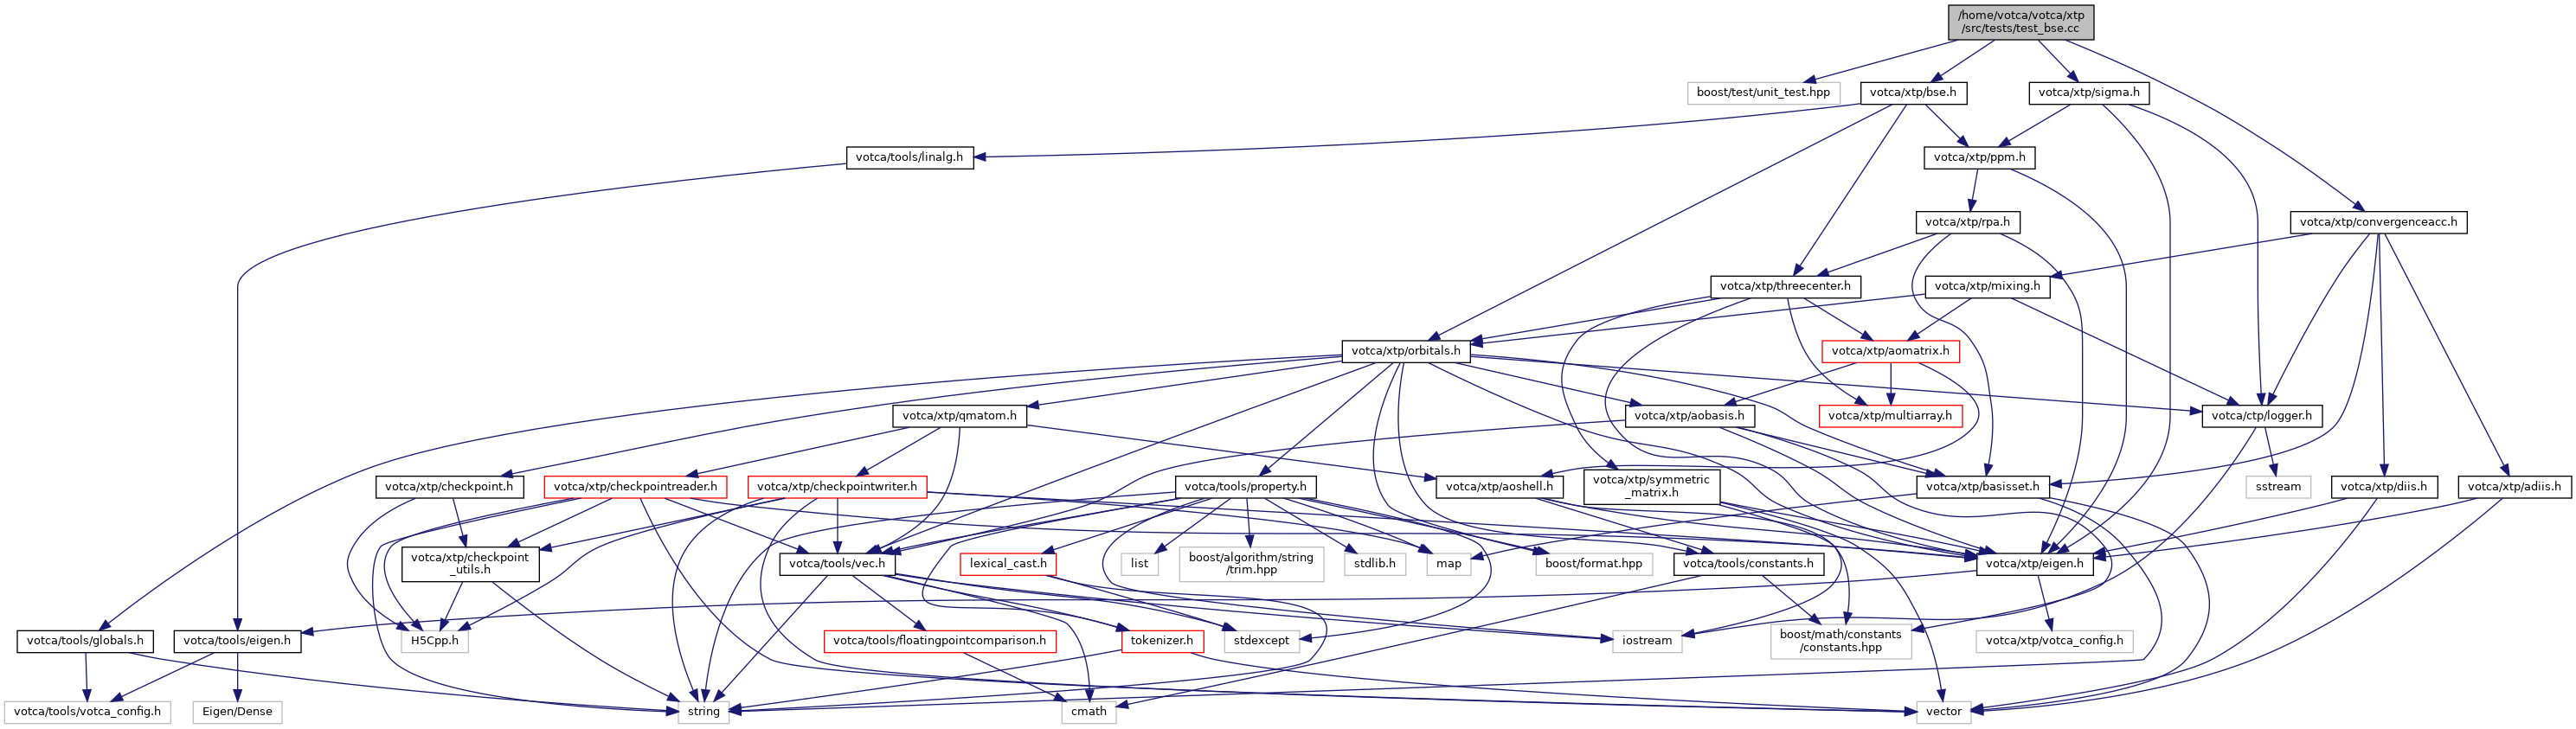 /home/votca/votca/xtp
/src/tests/test_bse.cc
boost/test/unit_test.hpp
votca/xtp/bse.h
votca/xtp/sigma.h
votca/tools/linalg.h
votca/xtp/ppm.h
votca/xtp/rpa.h
votca/xtp/convergenceacc.h
votca/xtp/threecenter.h
votca/xtp/mixing.h
votca/xtp/orbitals.h
votca/xtp/aomatrix.h
votca/xtp/qmatom.h
votca/xtp/aobasis.h
votca/xtp/multiarray.h
votca/ctp/logger.h
votca/xtp/checkpoint.h
votca/xtp/checkpointreader.h
votca/xtp/checkpointwriter.h
votca/tools/property.h
votca/xtp/aoshell.h
votca/xtp/symmetric
_matrix.h
votca/xtp/basisset.h
sstream
votca/xtp/diis.h
votca/xtp/adiis.h
votca/xtp/checkpoint
_utils.h
votca/tools/vec.h
lexical_cast.h
list
boost/algorithm/string
/trim.hpp
stdlib.h
map
boost/format.hpp
votca/tools/constants.h
votca/xtp/eigen.h
votca/tools/globals.h
votca/tools/eigen.h
H5Cpp.h
votca/tools/floatingpointcomparison.h
tokenizer.h
stdexcept
iostream
boost/math/constants
/constants.hpp
votca/xtp/votca_config.h
votca/tools/votca_config.h
Eigen/Dense
string
cmath
vector